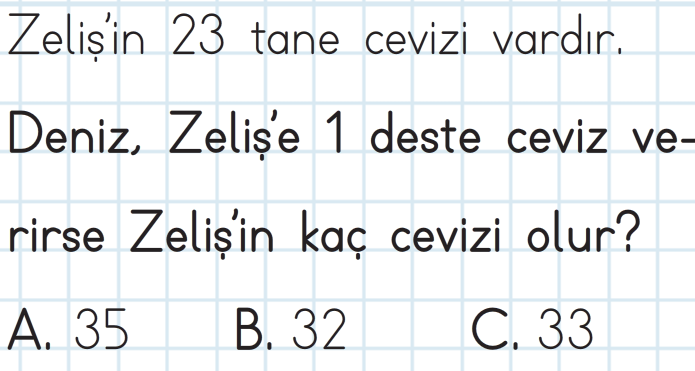 Zeliş'in 23 tane cevizi vardır.
Deniz, Zeliş'e 1 deste ceviz ve-
rirse Zeliş'in kaç cevizi olur?
A. 35 B. 32 C. 33